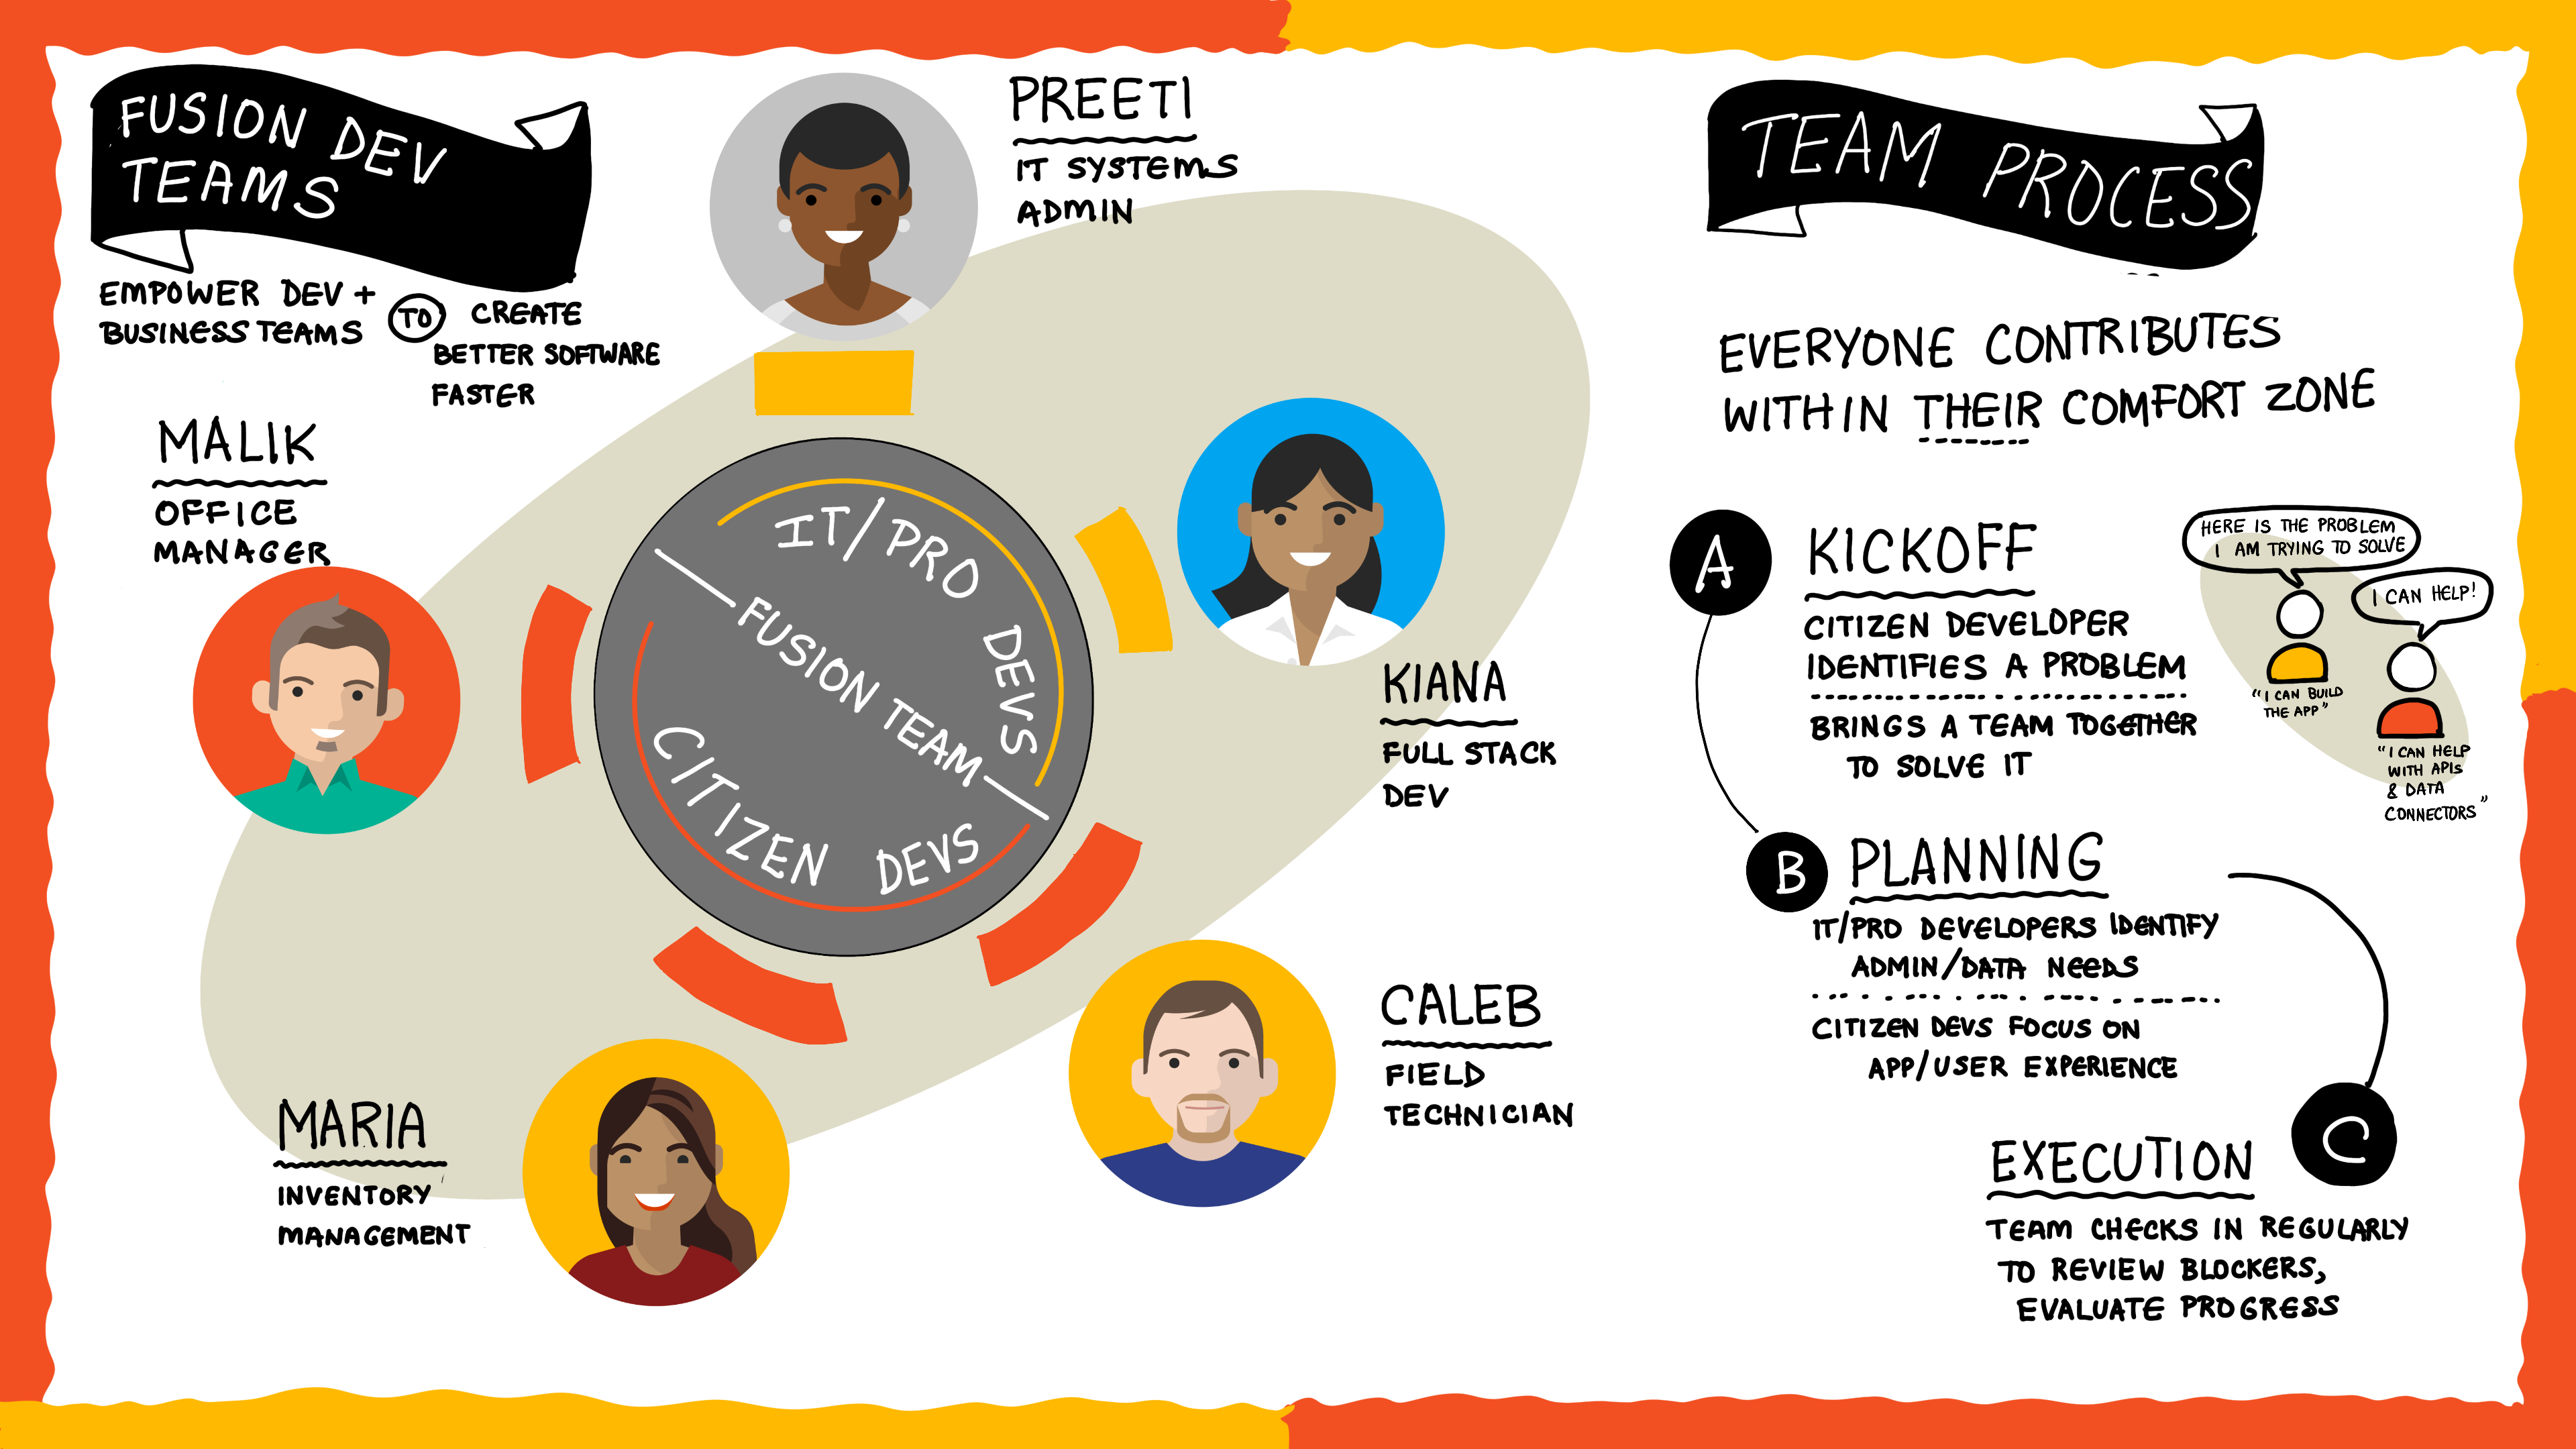 FUSION DEV
TEAMS
EMPOWER DEV +
BUSINESS TEAMS
TO
CREATE
BETTER SOFTWARE
FASTER
PREETI
IT SYSTEMS
ADMIN
MALIK
OFFICE
MANAGER
IT/PRO DEVS
FUSION TEAM
CITIZEN DEVS
KIANA
FULL STACK
DEV
CALEB
FIELD
TECHNICIAN
MARIA
INVENTORY
MANAGEMENT
TEAM PROCESS
EVERYONE CONTRIBUTES
WITHIN THEIR COMFORT ZONE
A
KICKOFF
CITIZEN DEVELOPER
IDENTIFIES A PROBLEM
BRINGS A TEAM TOGETHER
TO SOLVE IT
HERE IS THE PROBLEM
I AM TRYING TO SOLVE
I CAN HELP!
"I CAN BUILD
THE APP"
"I CAN HELP
WITH APIs
& DATA
CONNECTORS"
B
PLANNING
IT/PRO DEVELOPERS IDENTIFY
ADMIN/DATA NEEDS
CITIZEN DEVS FOCUS ON
APP/USER EXPERIENCE
C
EXECUTION
TEAM CHECKS IN REGULARLY
TO REVIEW BLOCKERS,
EVALUATE PROGRESS